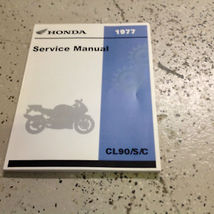 HONDA
1977
Service Manual
CL90/S/C